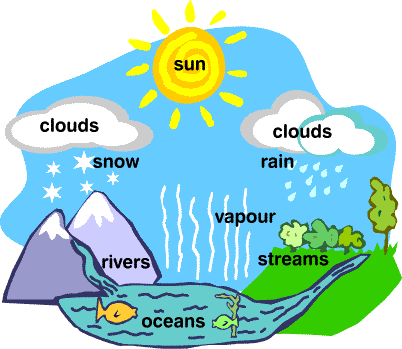 sun
clouds
clouds
snow
rain
vapour
rivers
streams
oceans